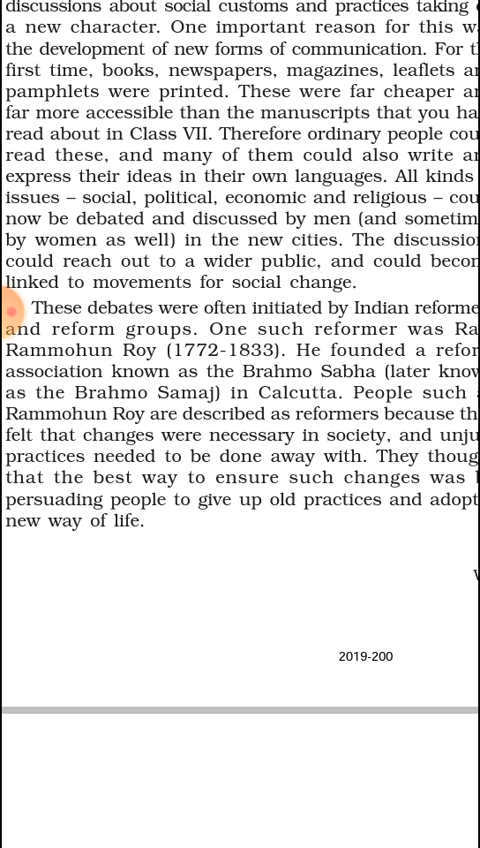 discussions about social customs and practices taking
a new character. One important reason for this w
the development of new forms of communication. For t
first time, books, newspapers, magazines, leaflets a
pamphlets were printed. These were far cheaper a
far more accessible than the manuscripts that you ha
read about in Class VII. Therefore ordinary people cou
read these, and many of them could also write a
express their ideas in their own languages. All kinds
issues – social, political, economic and religious – cou
now be debated and discussed by men (and sometim
by women as well) in the new cities. The discussio
could reach out to a wider public, and could becom
linked to movements for social change.
These debates were often initiated by Indian reforme
and reform groups. One such reformer was Ra
Rammohun Roy (1772-1833). He founded a refor
association known as the Brahmo Sabha (later know
as the Brahmo Samaj) in Calcutta. People such
Rammohun Roy are described as reformers because th
felt that changes were necessary in society, and unju
practices needed to be done away with. They thoug
that the best way to ensure such changes was
persuading people to give up old practices and adopt
new way of life.
2019-200